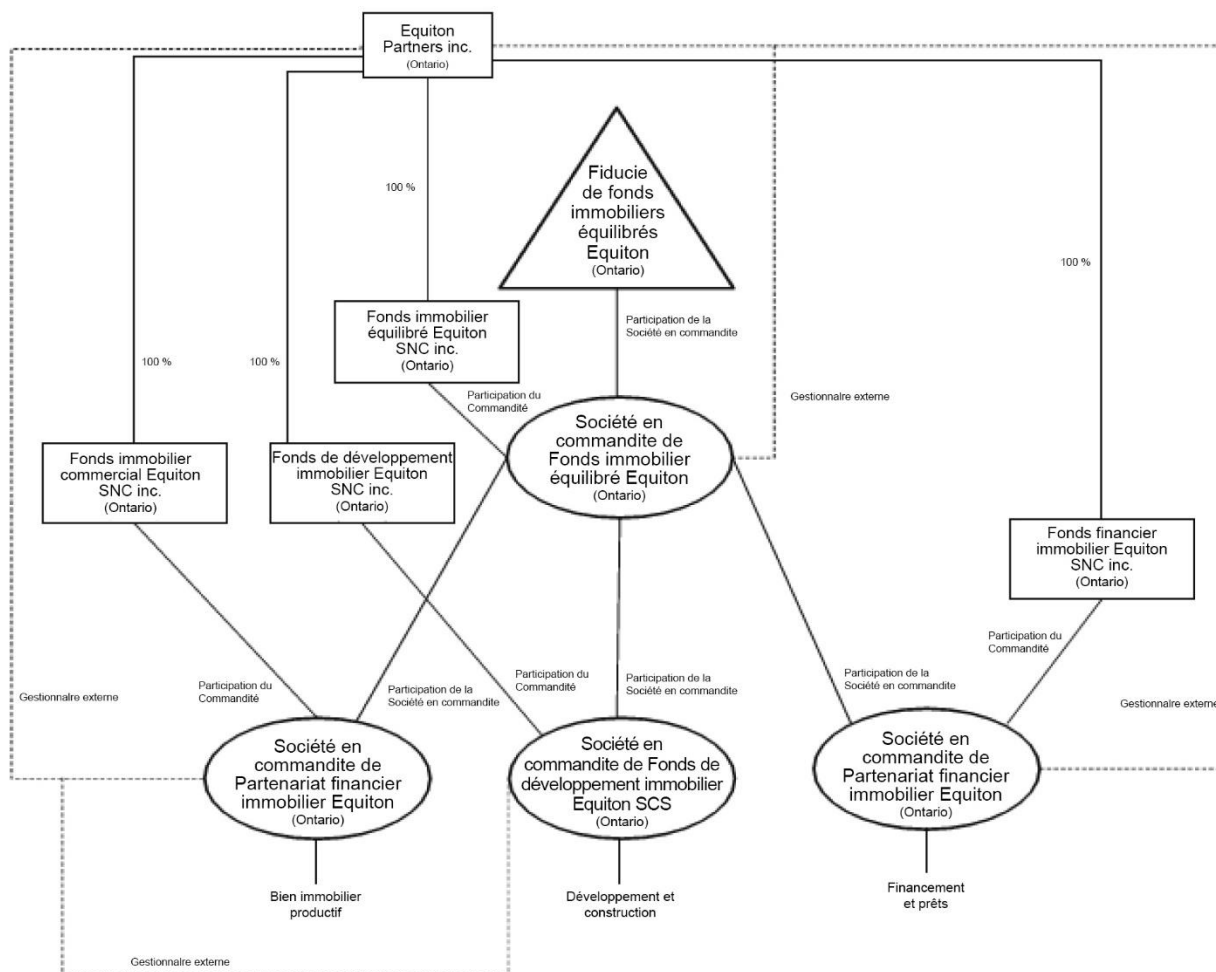 Equiton
Partners inc.
(Ontario)
Fiducie
de fonds
immobiliers
équilibrés
Equiton
(Ontario)
100 %
100 %
Fonds immobilier
équilibré Equiton
SNC inc.
(Ontario)
Participation de la
Société en commandite
100 %
100 %
Participation du
Commandité
Gestionnaire externe
Société en
commandite de
Fonds immobilier
équilibré Equiton
(Ontario)
Fonds immobilier
commercial Equiton
SNC inc.
(Ontario)
Fonds de développement
immobilier Equiton
SNC inc.
(Ontario)
Fonds financier
immobilier Equiton
SNC inc.
(Ontario)
Participation du
Commandité
Gestionnaire externe
Participation du
Commandité
Participation de la
Société en commandite
Participation du
Commandité
Participation de la
Société en commandite
Participation de la
Société en commandite
Gestionnaire externe
Société en
commandite de
Partenariat financier
immobilier Equiton
(Ontario)
Société en
commandite de Fonds de
développement immobilier
Equiton SCS
(Ontario)
Société en
commandite de
Partenariat financier
immobilier Equiton
(Ontario)
Bien immobilier
productif
Développement et
construction
Financement
et prêts
Gestionnaire externe